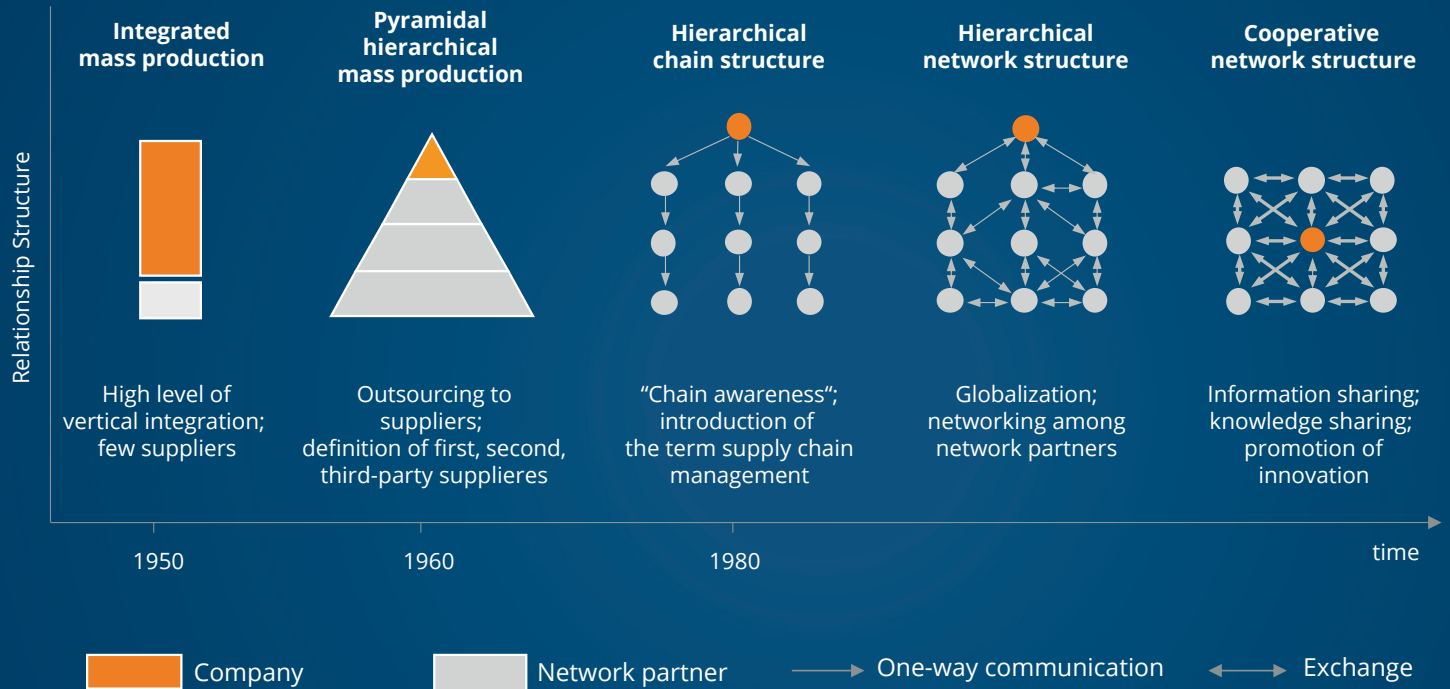 Relationship Structure
Integrated
mass production
Pyramidal
hierarchical
mass production
Hierarchical
chain structure
Hierarchical
network structure
Cooperative
network structure
High level of
vertical integration;
few suppliers
Outsourcing to
suppliers;
definition of first, second,
third-party supplieres
“Chain awareness“;
introduction of
the term supply chain
management
Globalization;
networking among
network partners
Information sharing;
knowledge sharing;
promotion of
innovation
1950
1960
1980
time
Company
Network partner
One-way communication
Exchange